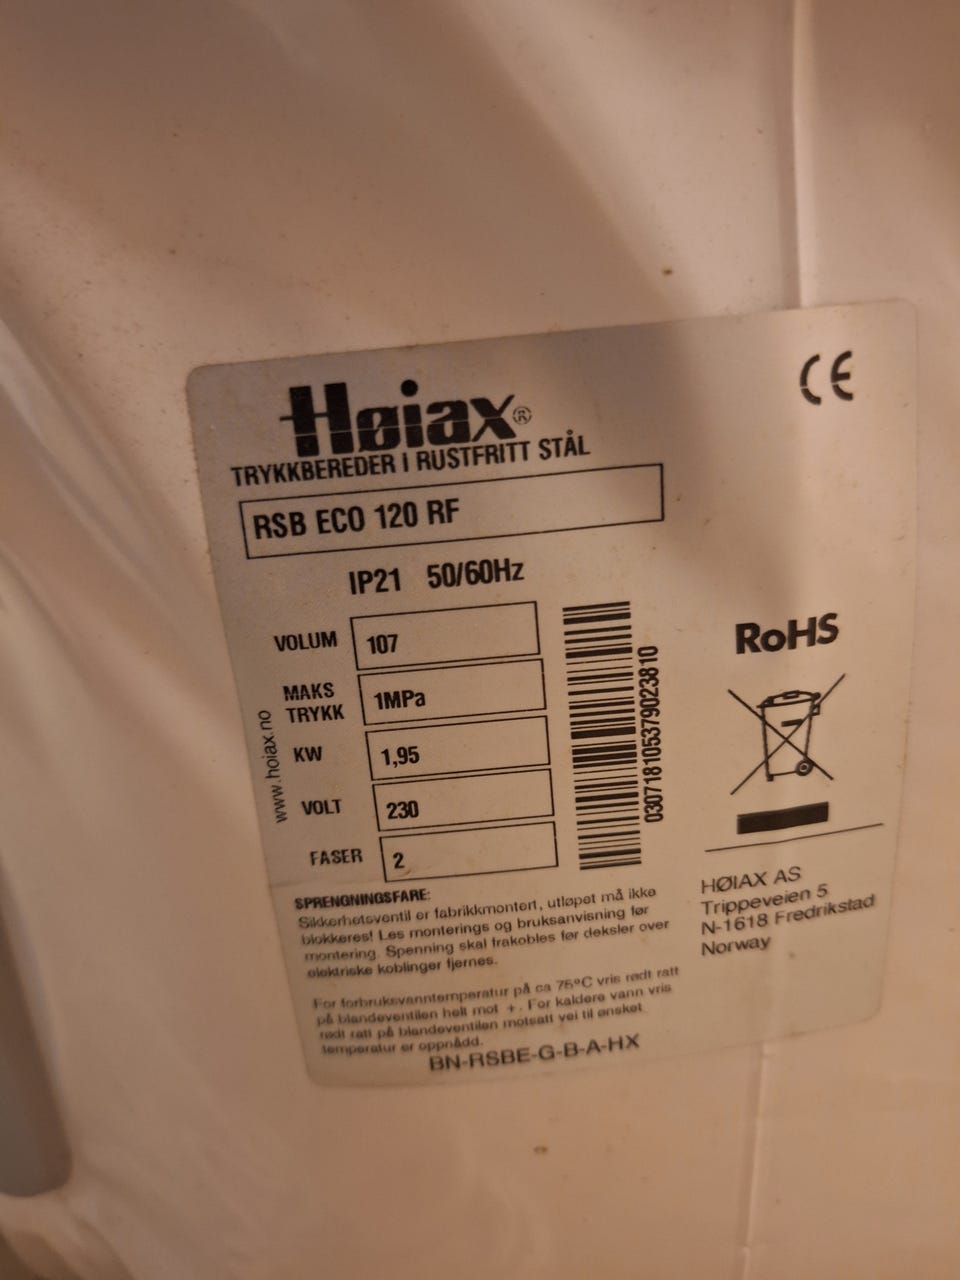 Høiax®
CE
TRYKKBEREDER I RUSTFRITT STÅL
RSB ECO 120 RF
IP21 50/60Hz
VOLUM 107
MAKS TRYKK 1MPa
KW 1,95
VOLT 230
FASER 2
www.hoiax.no
030718105379023810
RoHS
SPRENGNINGSFARE:
Sikkerhetsventil er fabrikkmontert, utløpet må ikke
blokkeres! Les monterings og bruksanvisning før
montering. Spenning skal frakobles før deksler over
elektriske koblinger fjernes.
For forbruksvanntemperatur på ca 75°C vris rødt ratt
på blandeventilen helt mot +. For kaldere vann vris
rødt ratt på blandeventilen motsatt vei til ønsket
temperatur er oppnådd.
BN-RSBE-G-B-A-HX
HØIAX AS
Trippeveien 5
N-1618 Fredrikstad
Norway